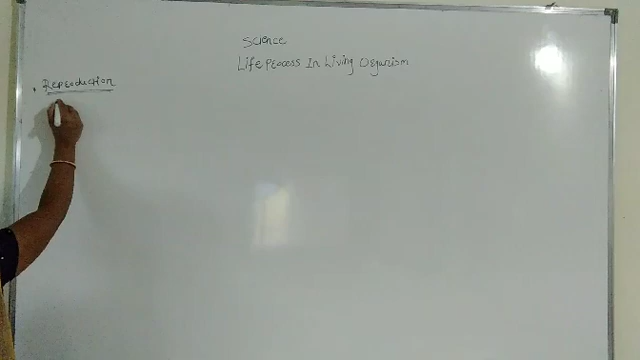 Science
Life Process In Living Organism
. Reproduction